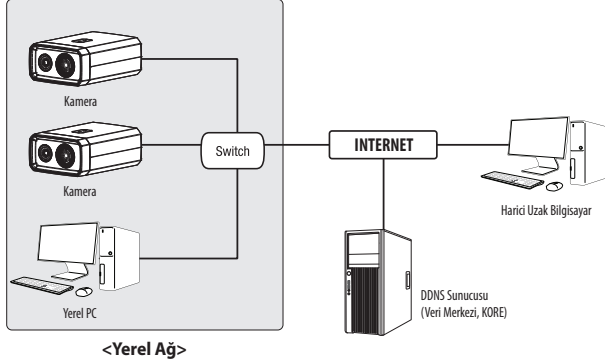 Kamera
Kamera
Switch
INTERNET
Harici Uzak Bilgisayar
Yerel PC
DDNS Sunucusu
(Veri Merkezi, KORE)
<Yerel Ağ>